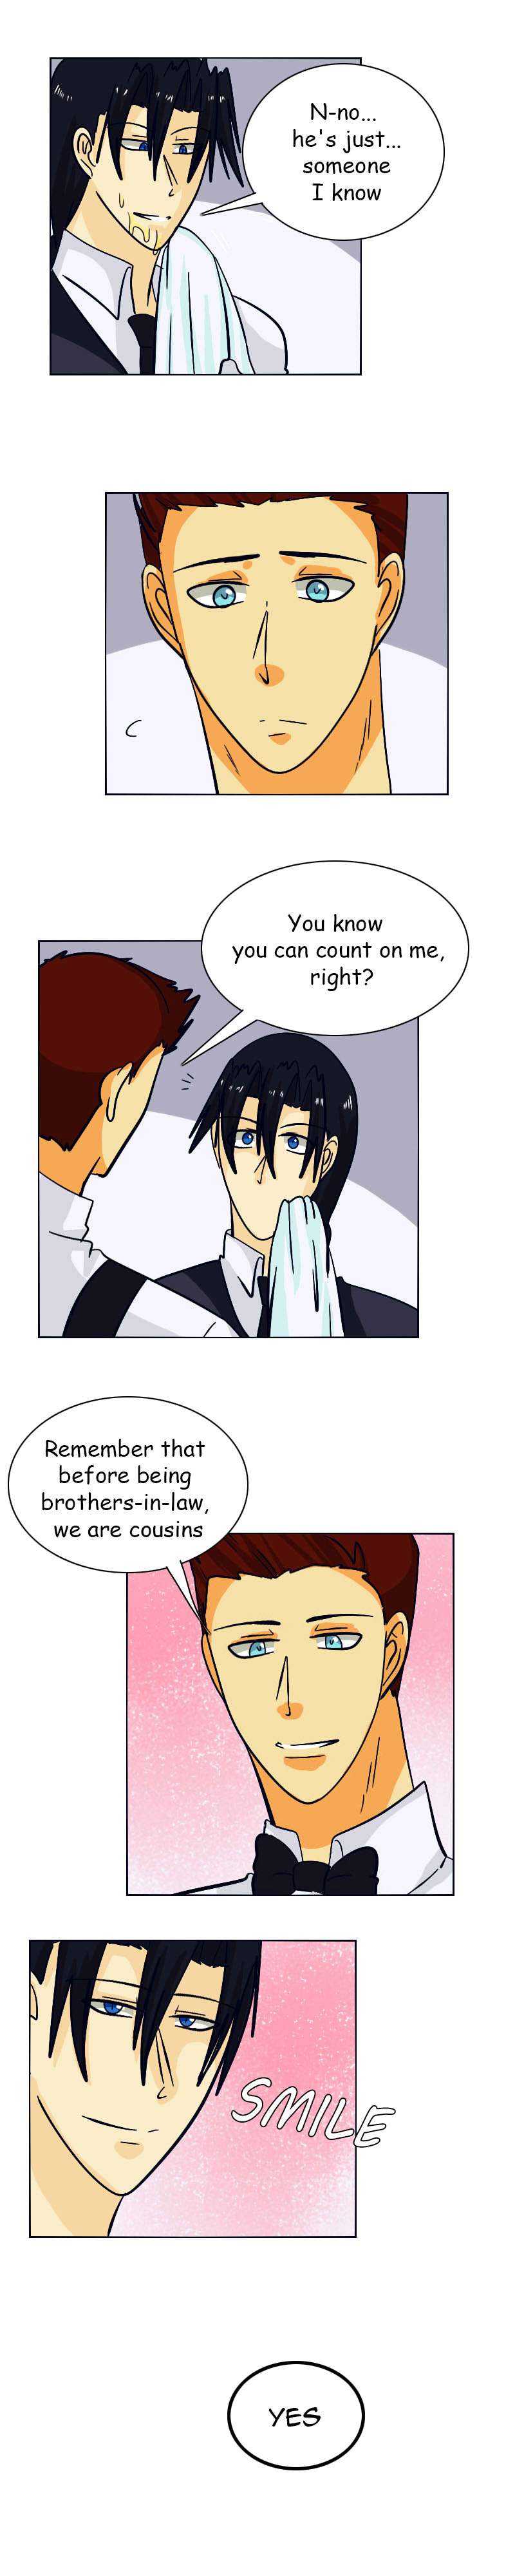 N-no...
he's just...
someone
I know
You know
you can count on me,
right?
Remember that
before being
brothers-in-law,
we are cousins
SMILE
YES